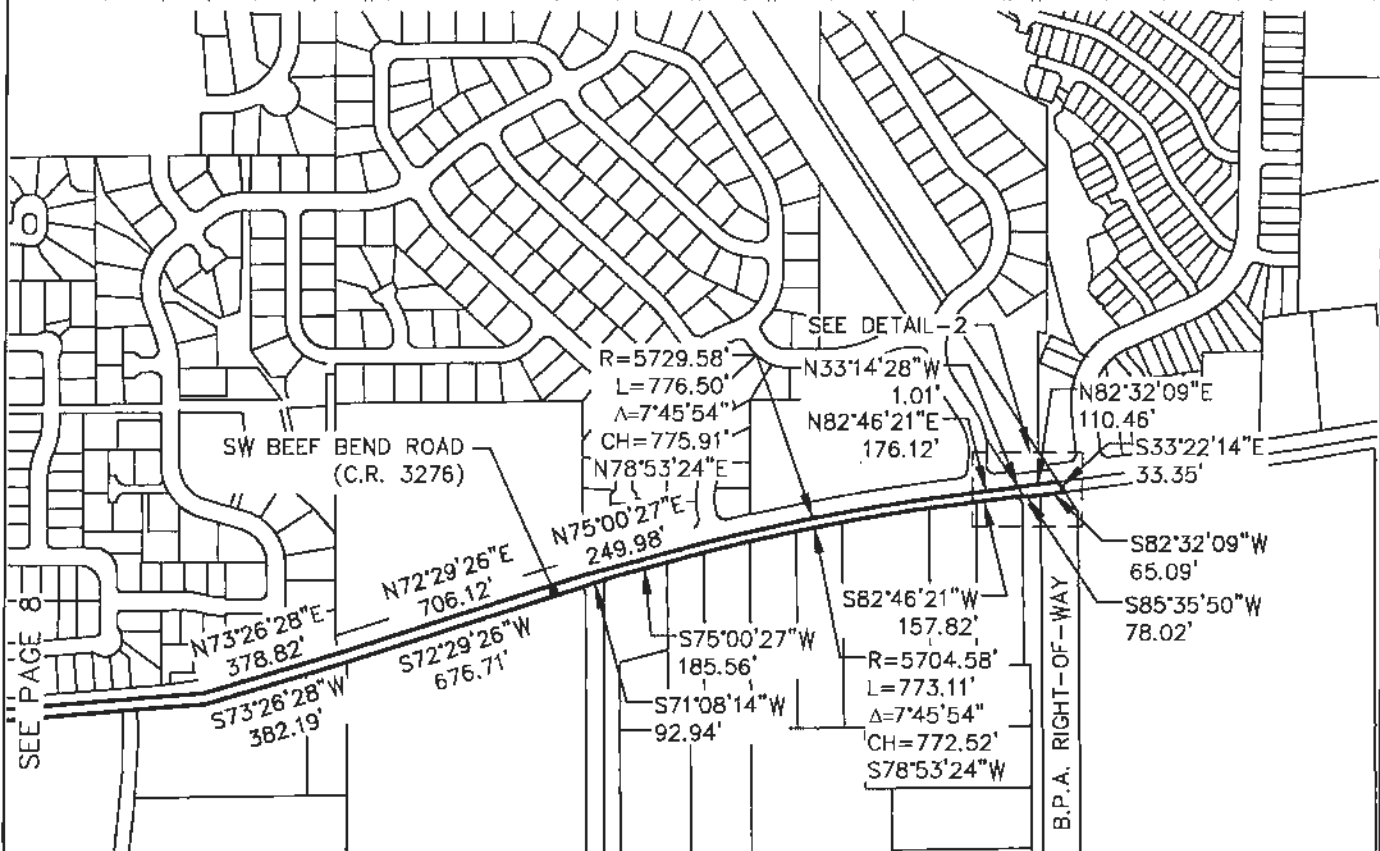 SEE DETAIL-2
R=5729.58'
L=776.50'
Δ=7°45'54"
CH=775.91'
N78°53'24"E
N33°14'28"W
1.01'
N82°46'21"E
176.12'
N82°32'09"E
110.46'
S33°22'14"E
33.35'
SW BEEF BEND ROAD
(C.R. 3276)
N75°00'27"E
249.98'
N72°29'26"E
706.12'
N73°26'28"E
378.82'
S82°32'09"W
65.09'
S85°35'50"W
78.02'
S82°46'21"W
157.82'
S75°00'27"W
185.56'
S72°29'26"W
676.71'
S71°08'14"W
92.94'
R=5704.58'
L=773.11'
Δ=7°45'54"
CH=772.52'
S78°53'24"W
S73°26'28"W
382.19'
SEE PAGE 8
B.P.A. RIGHT-OF-WAY